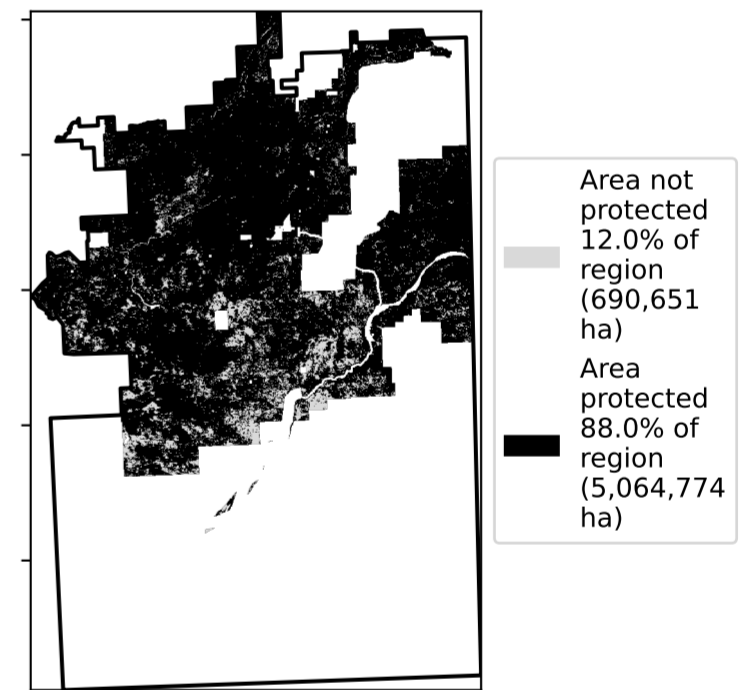 Area not
protected
12.0% of
region
(690,651
ha)
Area
protected
88.0% of
region
(5,064,774
ha)